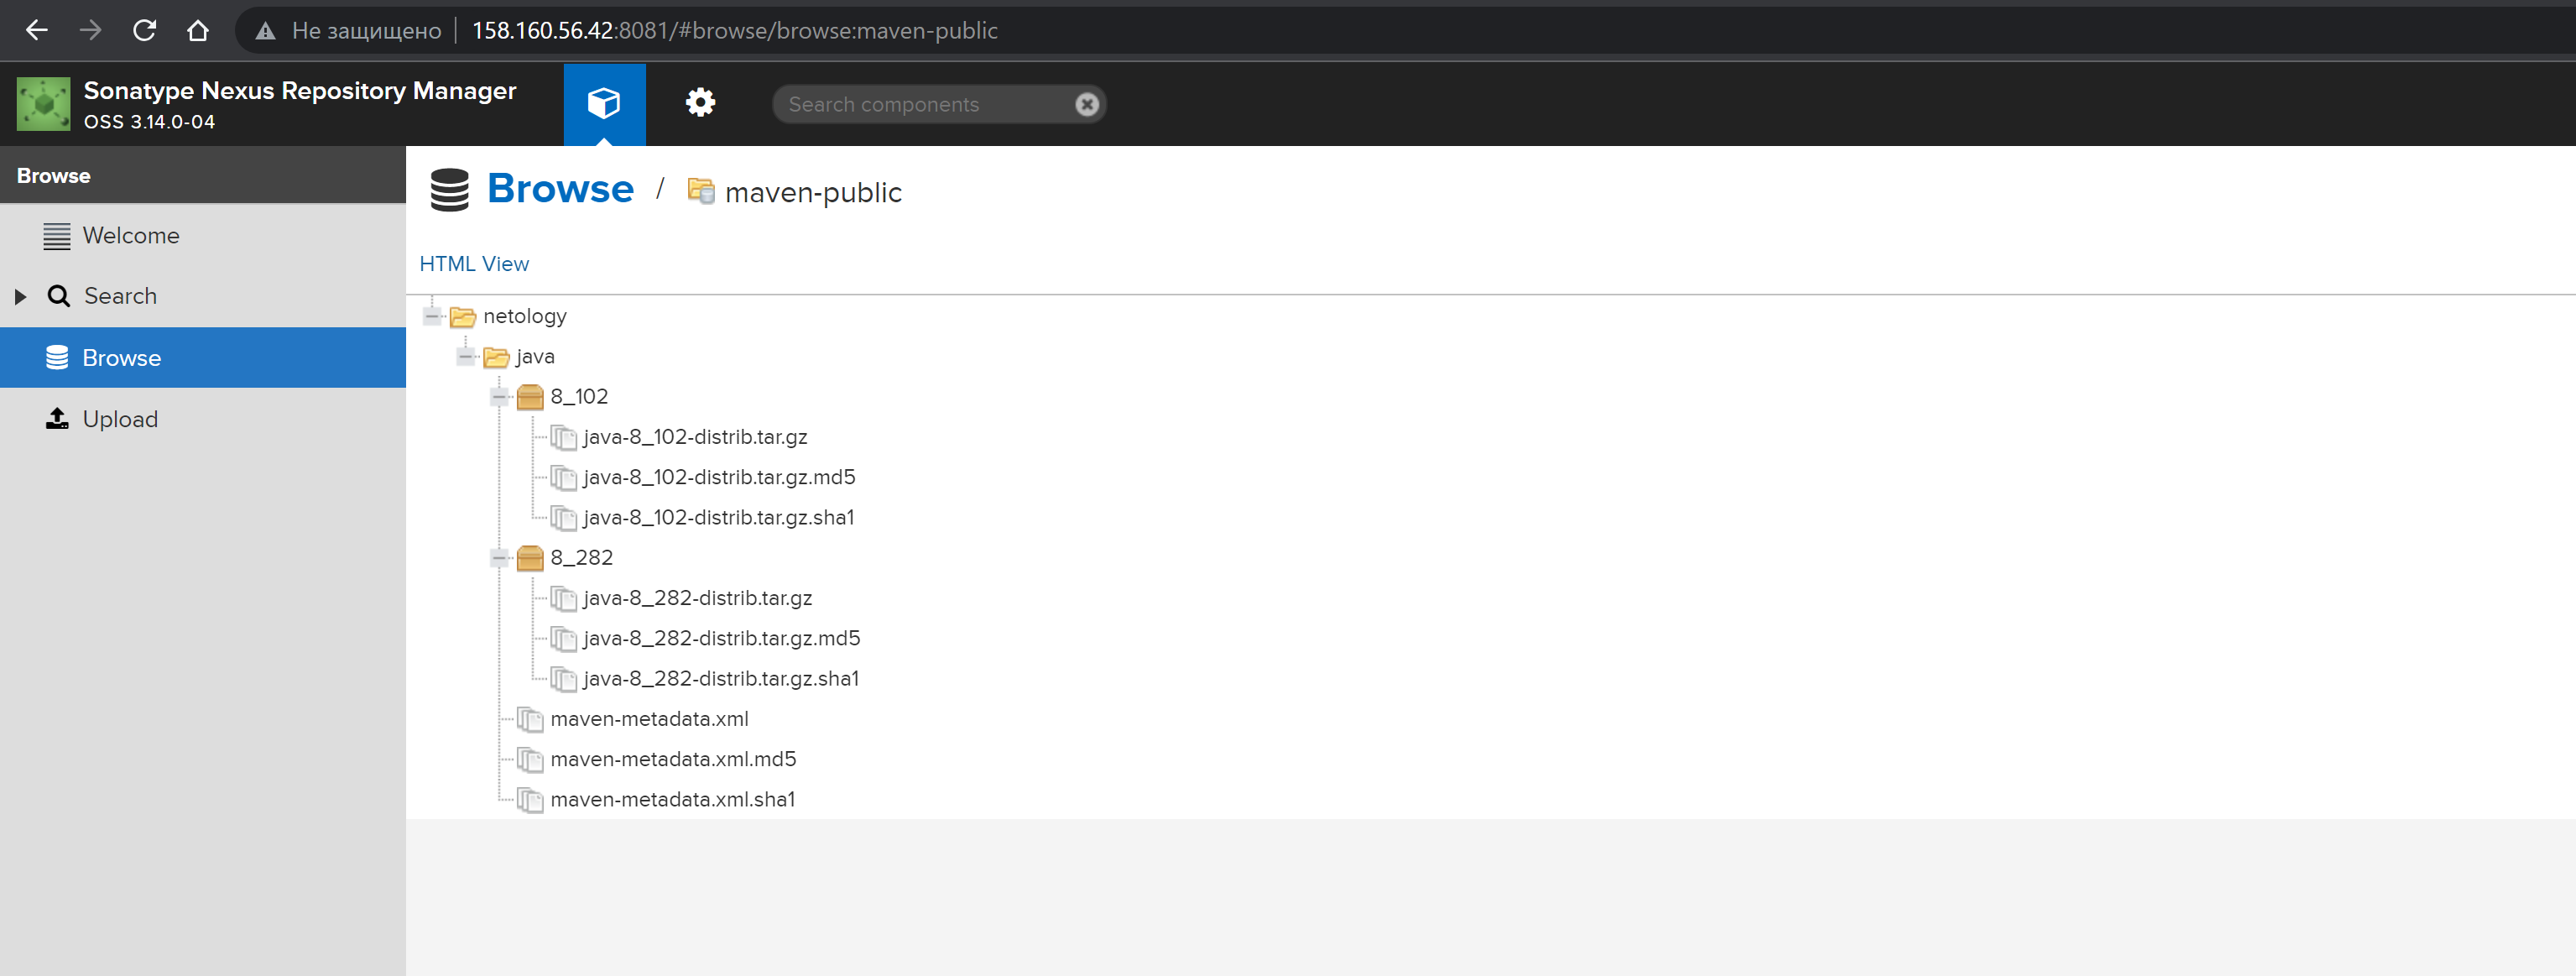 Не защищено 158.160.56.42:8081/#browse/browse:maven-public
Sonatype Nexus Repository Manager
OSS 3.14.0-04
Search components
Browse
Welcome
Search
Browse
Upload
Browse / maven-public
HTML View
netology
java
8_102
java-8_102-distrib.tar.gz
java-8_102-distrib.tar.gz.md5
java-8_102-distrib.tar.gz.sha1
8_282
java-8_282-distrib.tar.gz
java-8_282-distrib.tar.gz.md5
java-8_282-distrib.tar.gz.sha1
maven-metadata.xml
maven-metadata.xml.md5
maven-metadata.xml.sha1